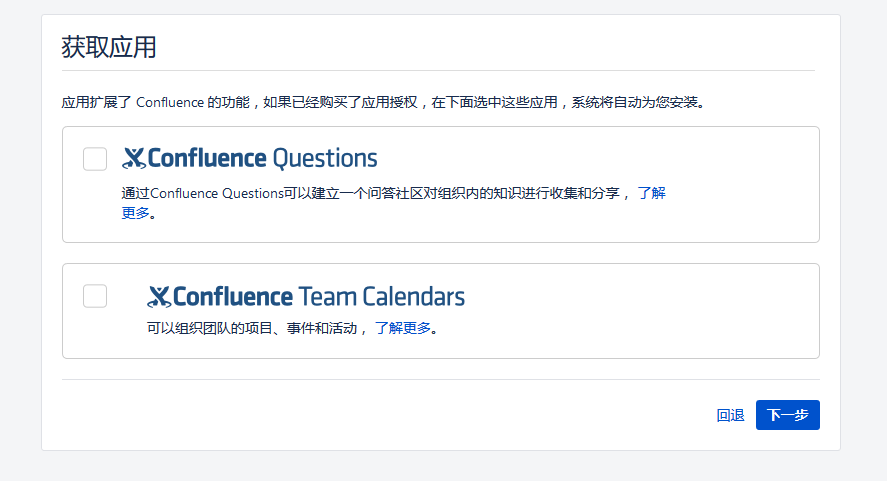 获取应用
应用扩展了 Confluence 的功能，如果已经购买了应用授权，在下面选中这些应用，系统将自动为您安装。
Confluence Questions
通过Confluence Questions可以建立一个问答社区对组织内的知识进行收集和分享， 了解
更多。
Confluence Team Calendars
可以组织团队的项目、事件和活动， 了解更多。
回退 下一步